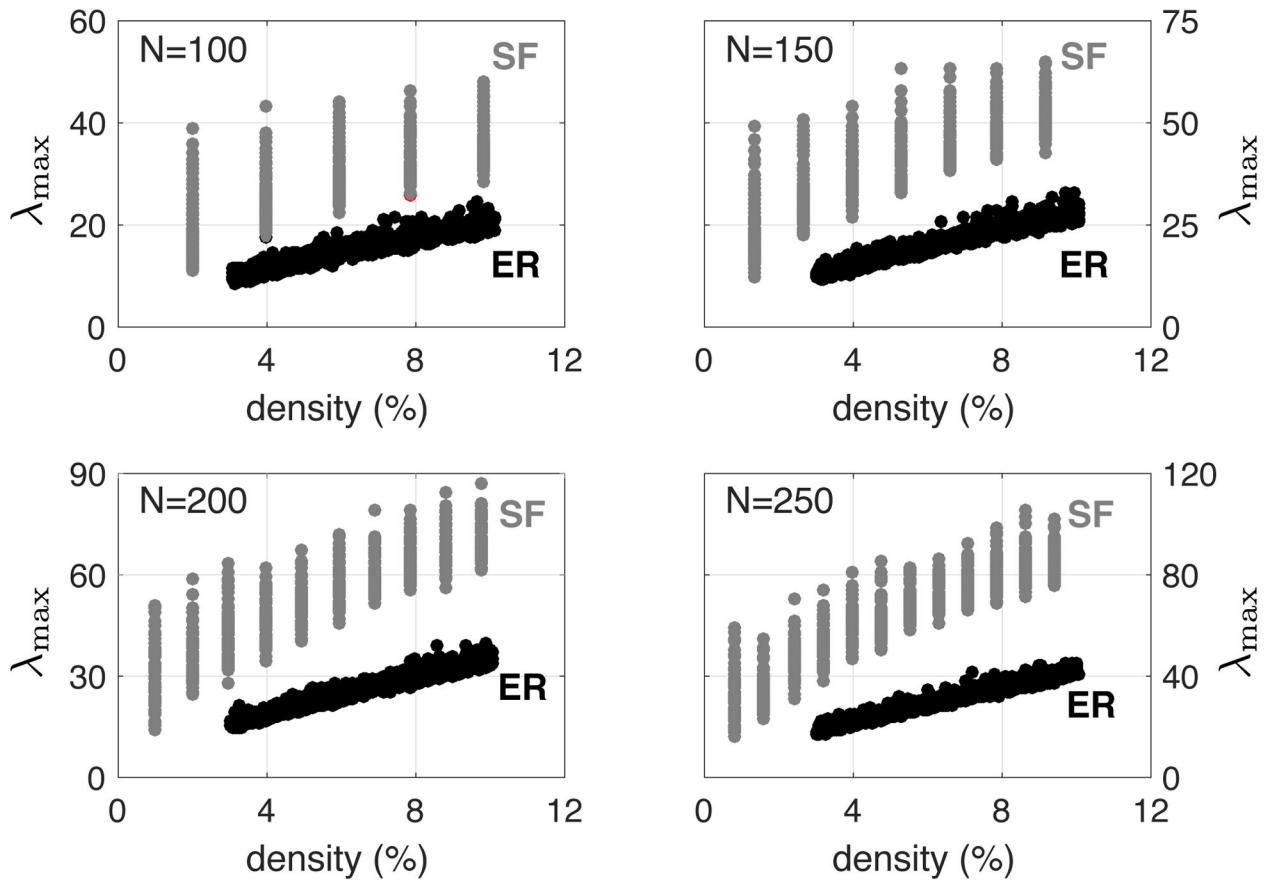 60
40
20
0
λmax
N=100
SF
ER
0 4 8 12
density (%)
75
50
25
0
λmax
N=150
SF
ER
0 4 8 12
density (%)
90
60
30
0
λmax
N=200
SF
ER
0 4 8 12
density (%)
120
80
40
0
λmax
N=250
SF
ER
0 4 8 12
density (%)